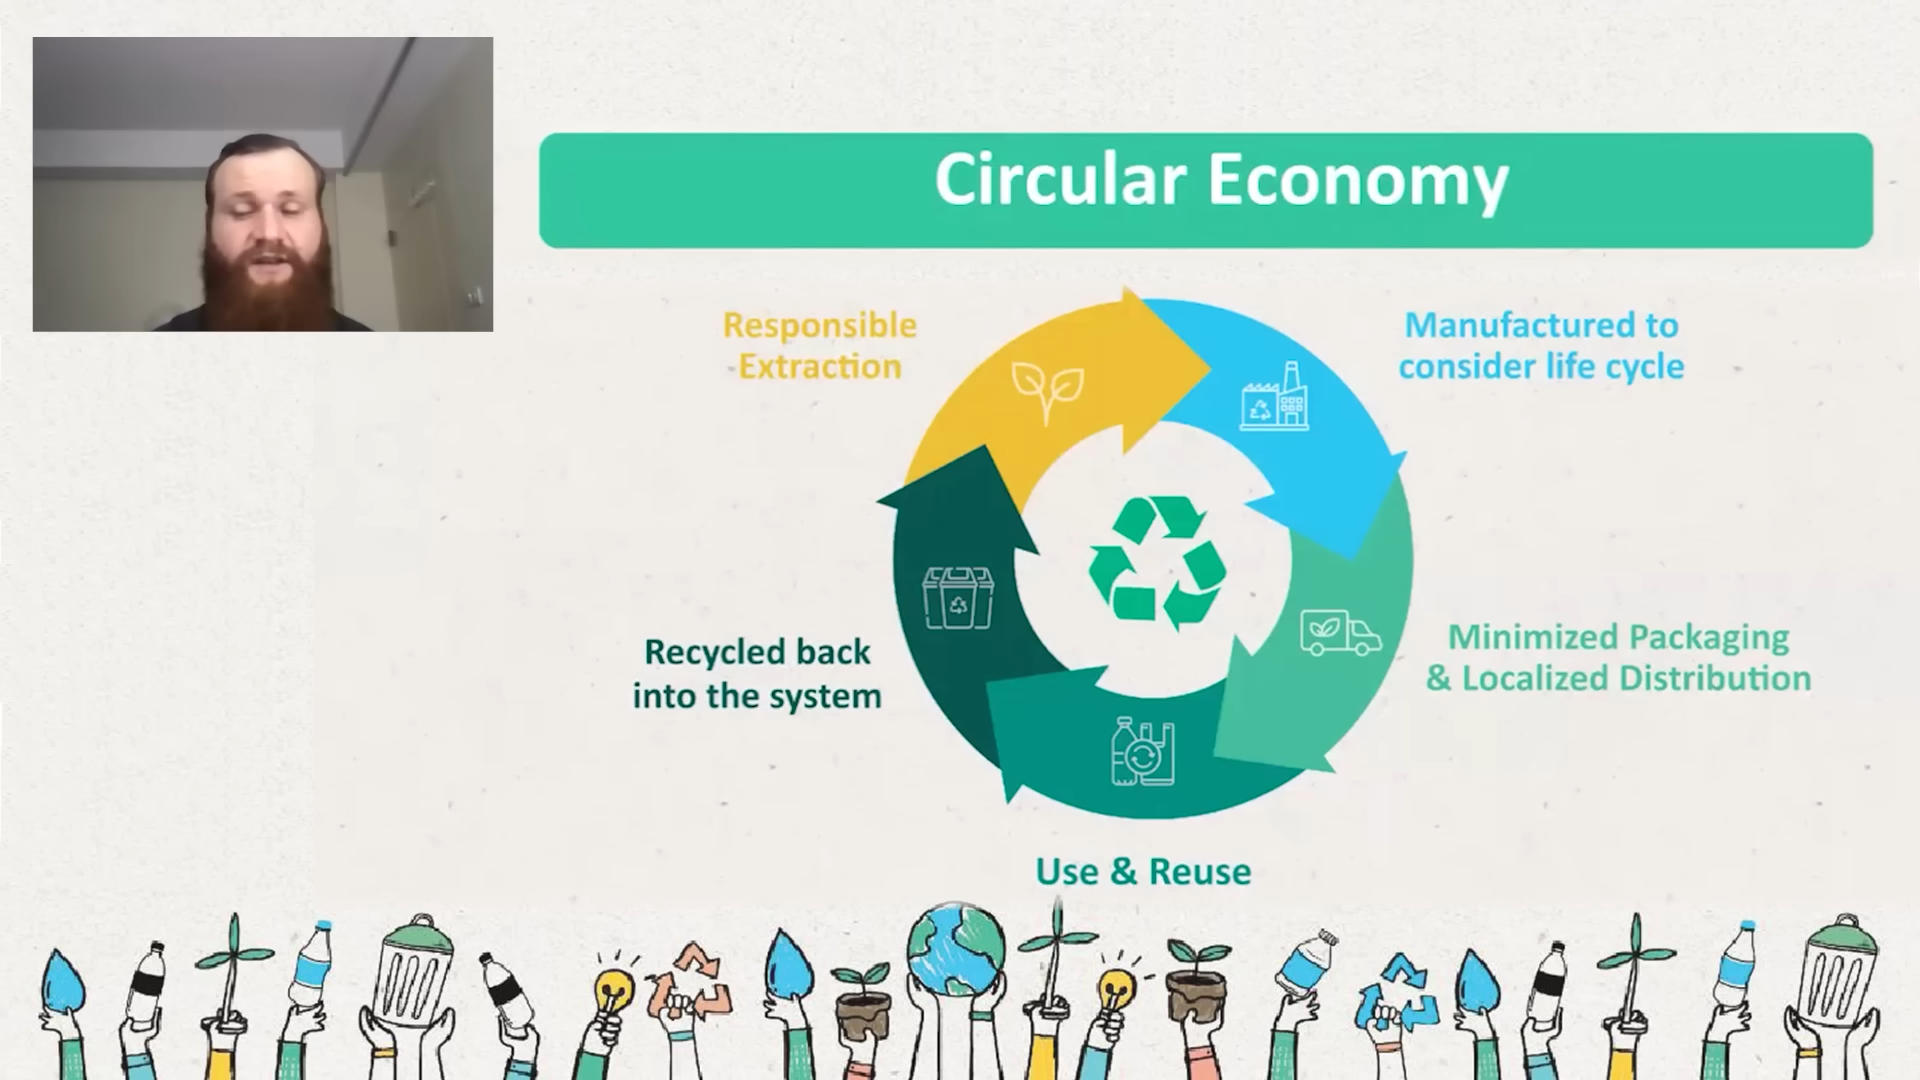 Circular Economy
Responsible
Extraction
Manufactured to
consider life cycle
Minimized Packaging
& Localized Distribution
Use & Reuse
Recycled back
into the system